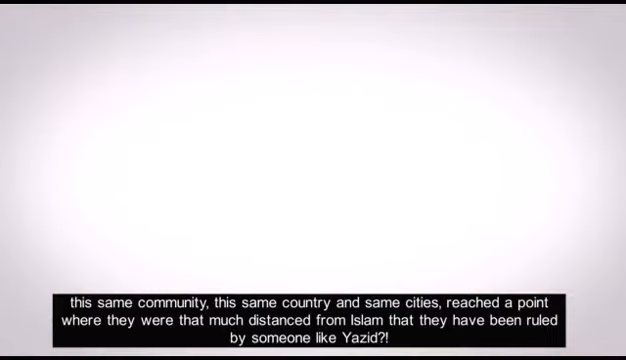 this same community, this same country and same cities, reached a point
where they were that much distanced from Islam that they have been ruled
by someone like Yazid?!